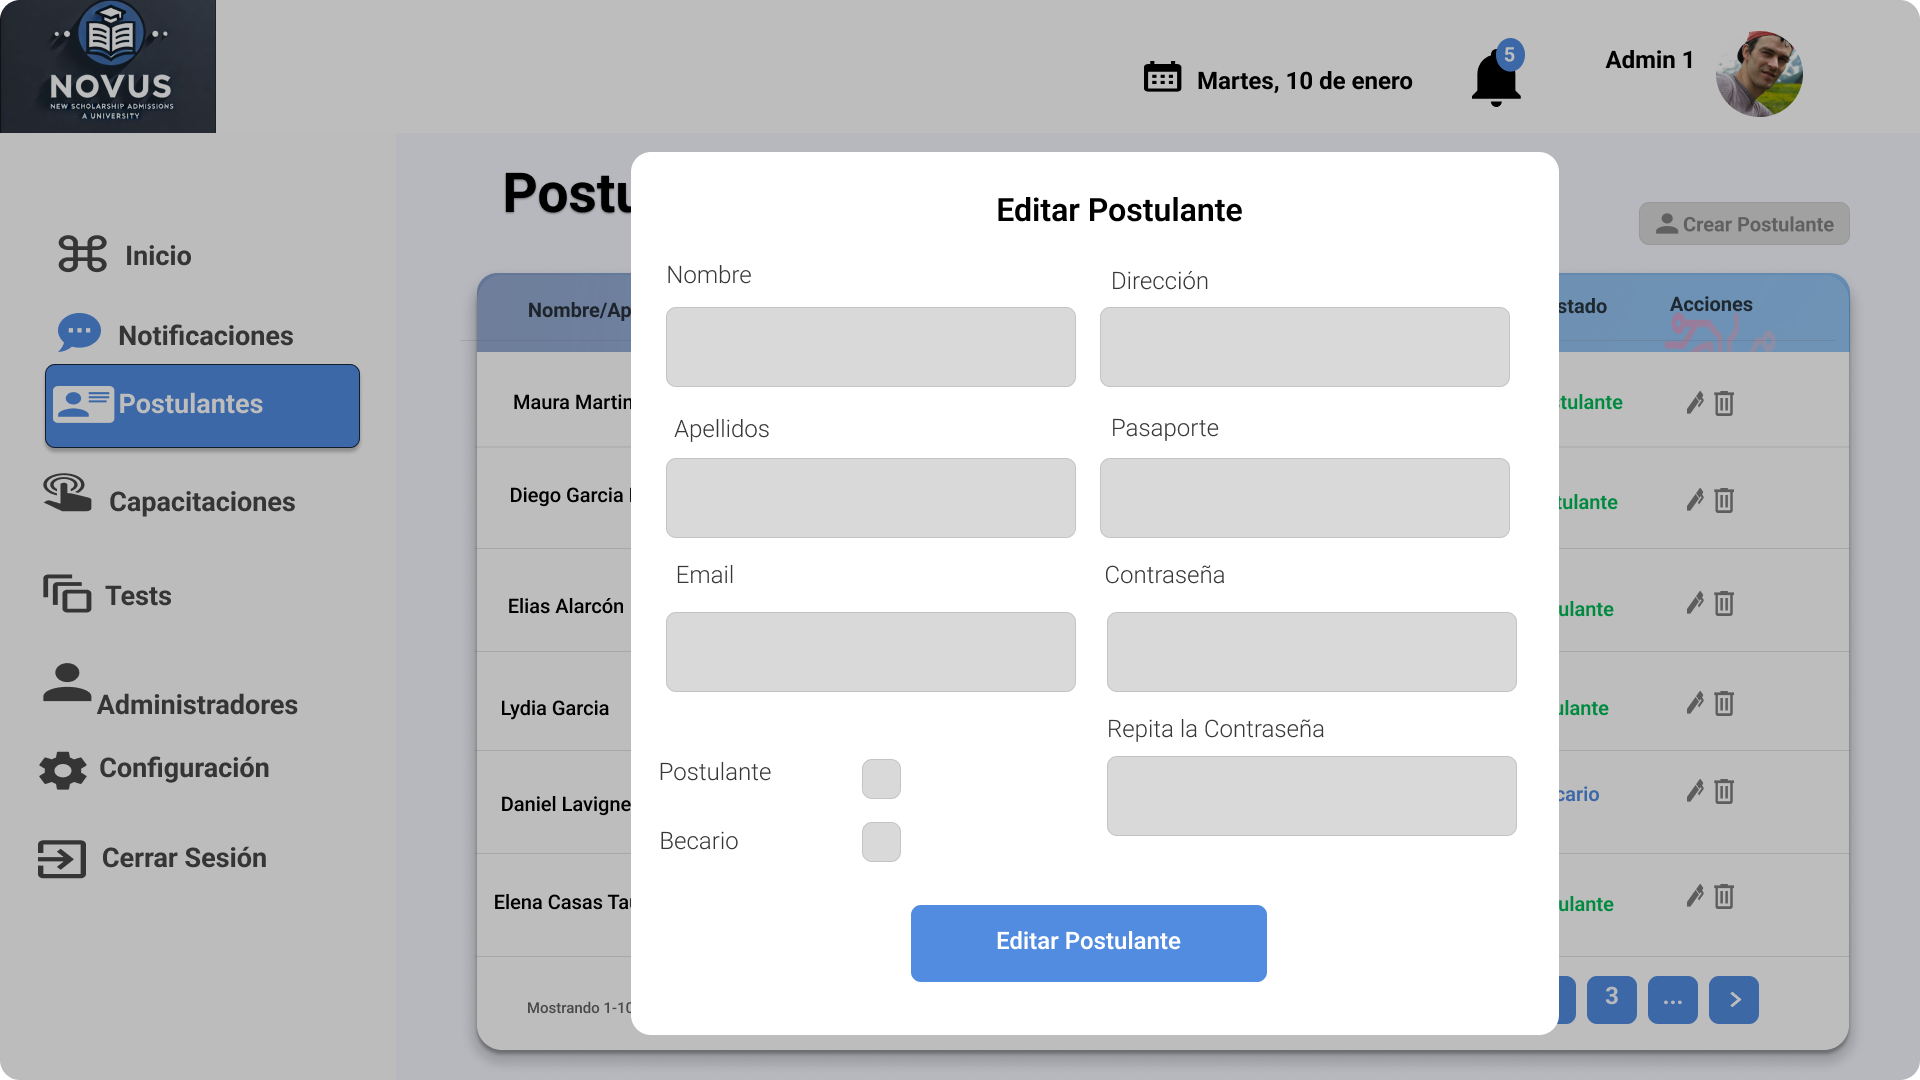 NOVUS
NEW SCHOLARSHIP ADMISSIONS
A UNIVERSITY
Martes, 10 de enero
5
Admin 1
Inicio
Notificaciones
Postulantes
Capacitaciones
Tests
Administradores
Configuración
Cerrar Sesión
Postu
Crear Postulante
Nombre/Ap
stado
Acciones
Maura Martin
tulante
Diego Garcia
tulante
Elias Alarcón
ulante
Lydia Garcia
ulante
Daniel Lavigne
cario
Elena Casas Tau
ulante
Mostrando 1-10
3
...
>
Editar Postulante
Nombre
Dirección
Apellidos
Pasaporte
Email
Contraseña
Repita la Contraseña
Postulante
Becario
Editar Postulante